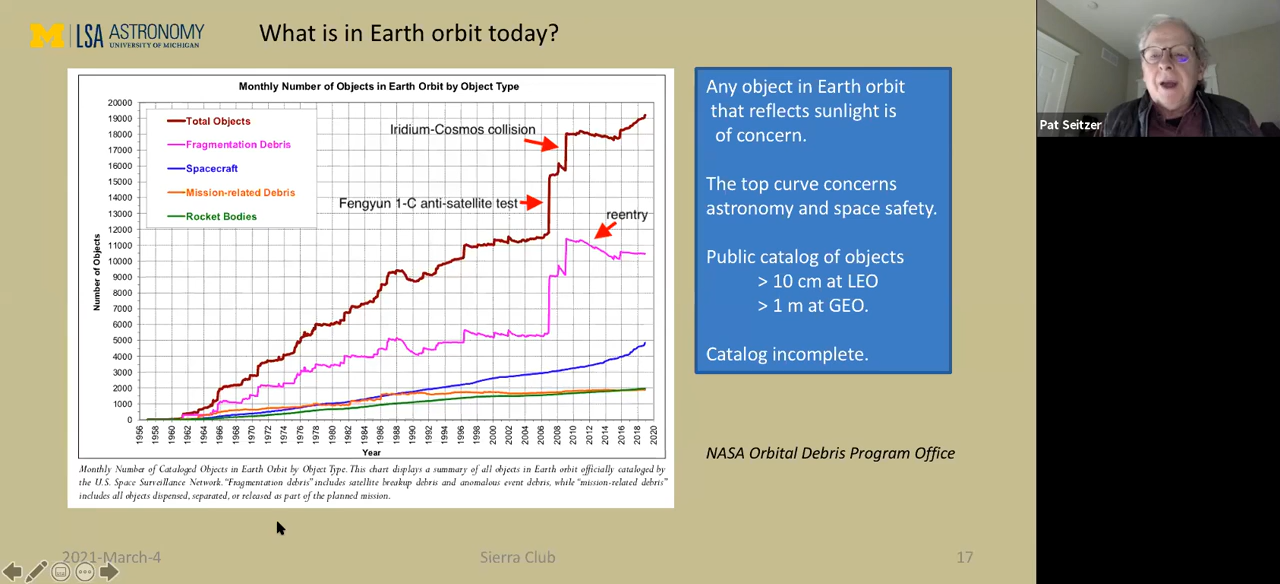 M LSA ASTRONOMY
UNIVERSITY OF MICHIGAN
What is in Earth orbit today?
Monthly Number of Objects in Earth Orbit by Object Type
Number of Objects
20000
19000
18000
17000
16000
15000
14000
13000
12000
11000
10000
9000
8000
7000
6000
5000
4000
3000
2000
1000
0
Total Objects
Fragmentation Debris
Spacecraft
Mission-related Debris
Rocket Bodies
Iridium-Cosmos collision
Fengyun 1-C anti-satellite test
reentry
1956 1958 1960 1962 1964 1966 1968 1970 1972 1974 1976 1978 1980 1982 1984 1986 1988 1990 1992 1994 1996 1998 2000 2002 2004 2006 2008 2010 2012 2014 2016 2018 2020
Year
Monthly Number of Cataloged Objects in Earth Orbit by Object Type. This chart displays a summary of all objects in Earth orbit officially cataloged by
the U.S. Space Surveillance Network. "Fragmentation debris" includes satellite breakup debris and anomalous event debris, while "mission-related debris"
includes all objects dispensed, separated, or released as part of the planned mission.
Any object in Earth orbit
that reflects sunlight is
of concern.
The top curve concerns
astronomy and space safety.
Public catalog of objects
> 10 cm at LEO
> 1 m at GEO.
Catalog incomplete.
NASA Orbital Debris Program Office
2021-March-4
Sierra Club
17
Pat Seitzer